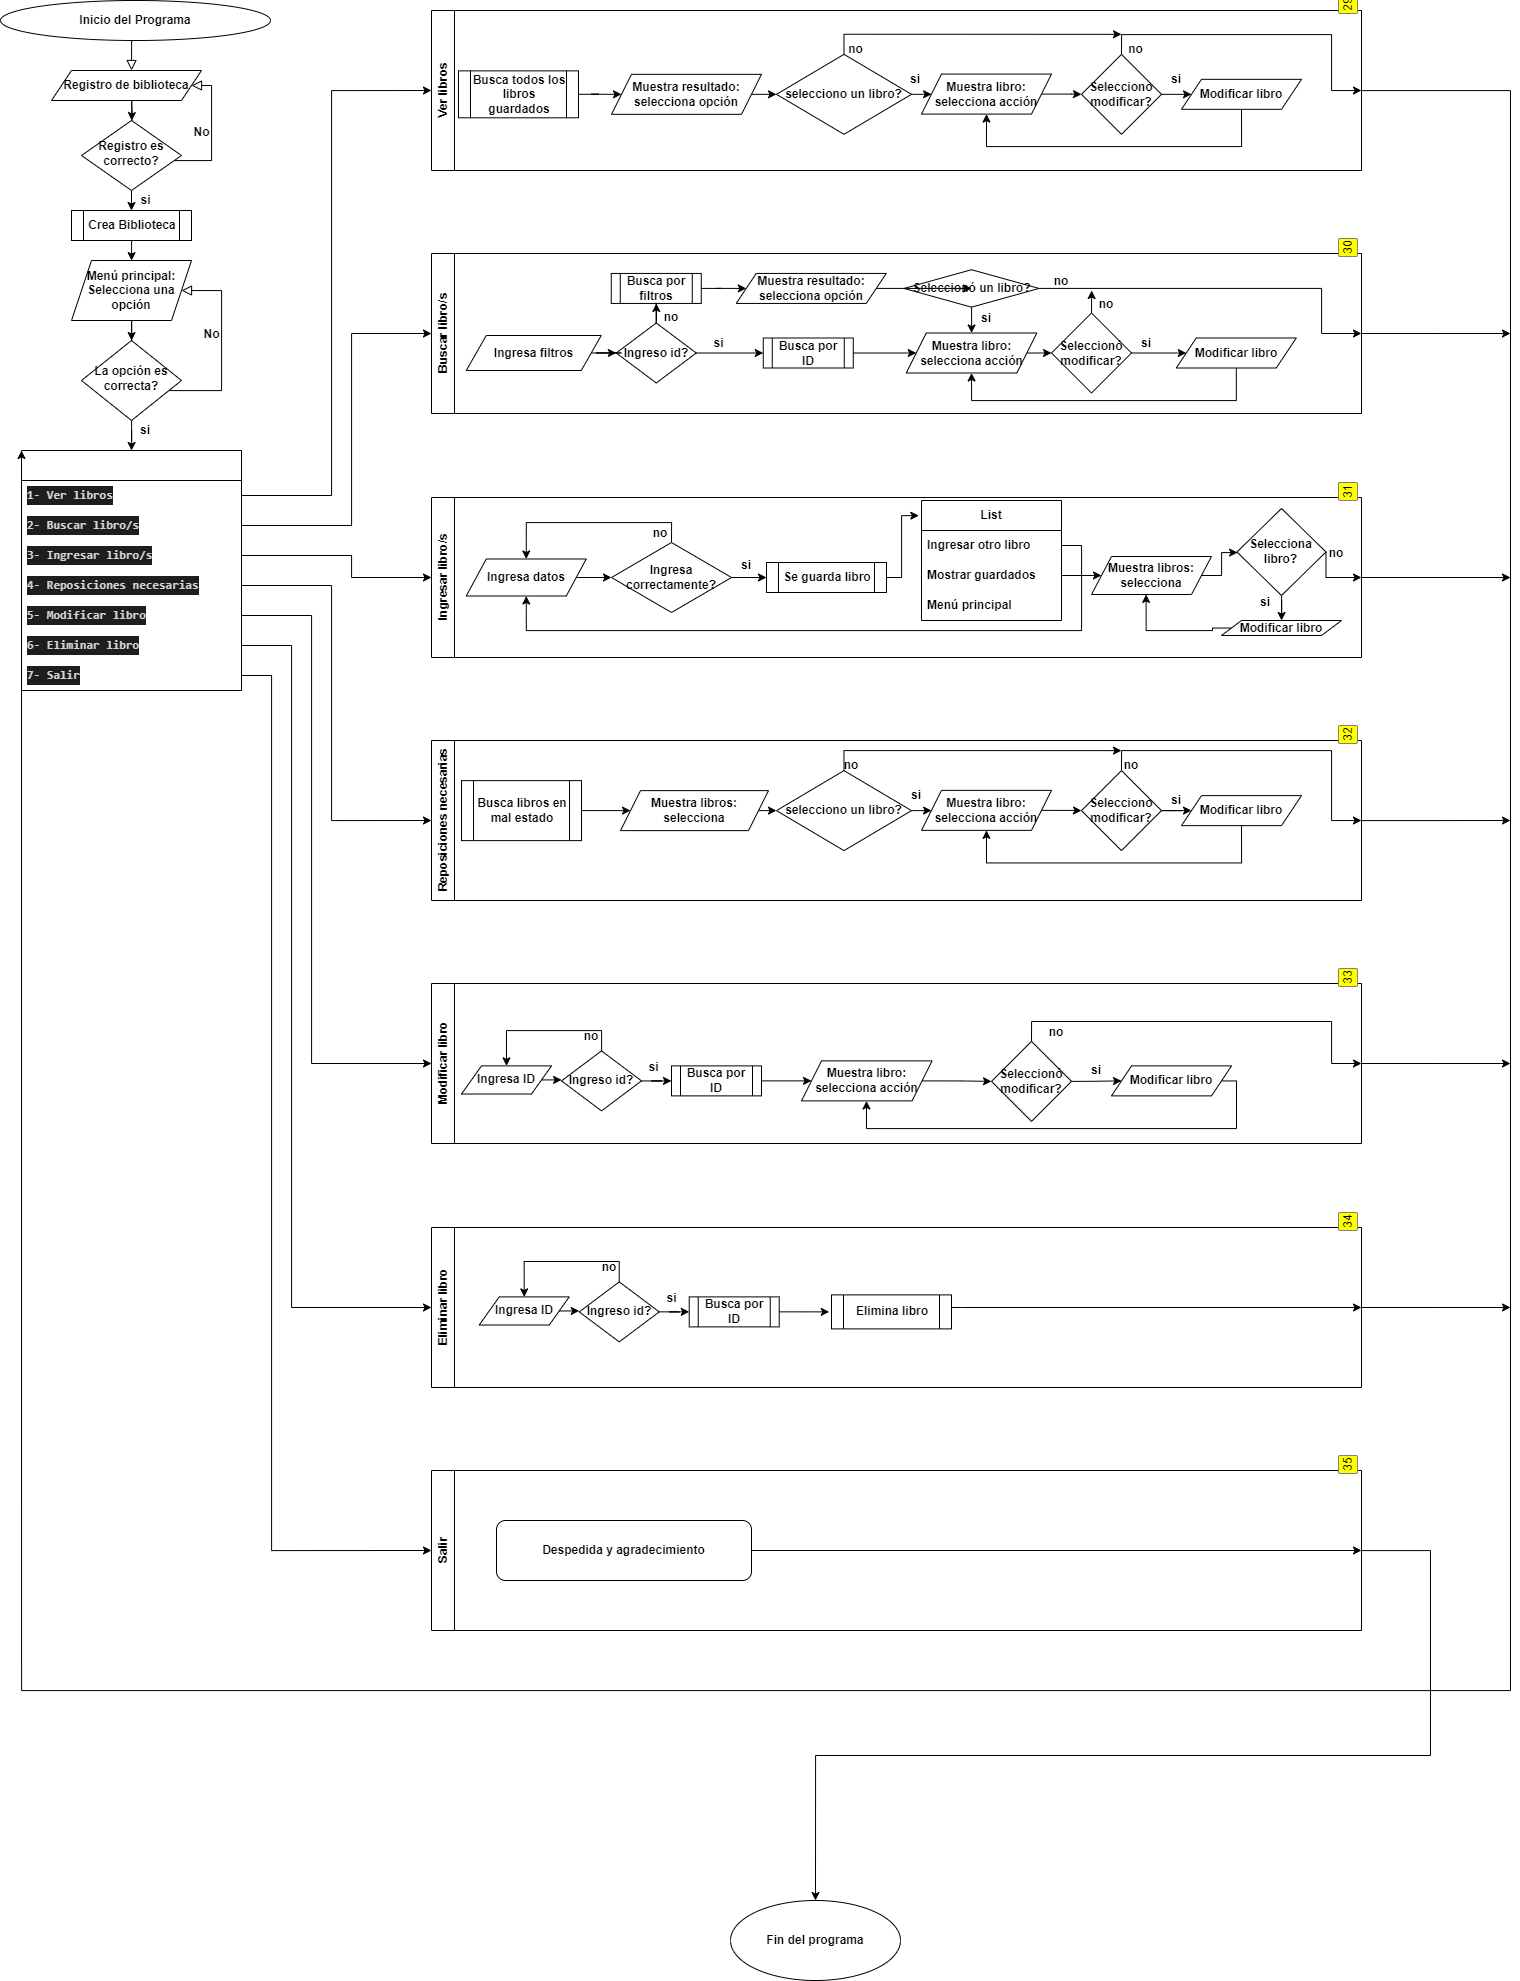 Inicio del Programa
Registro de biblioteca
Registro es
correcto?
No
si
Crea Biblioteca
Menú principal:
Selecciona una
opción
La opción es
correcta?
No
si
1- Ver libros
2- Buscar libro/s
3- Ingresar libro/s
4- Reposiciones necesarias
5- Modificar libro
6- Eliminar libro
7- Salir
29
Ver libros
Busca todos los
libros
guardados
Muestra resultado:
selecciona opción
selecciono un libro?
no
si
Muestra libro:
selecciona acción
Selecciono
modificar?
no
si
Modificar libro
30
Buscar libro/s
Ingresa filtros
Ingreso id?
no
si
Busca por
filtros
Muestra resultado:
selecciona opción
Seleccionó un libro?
no
si
Busca por
ID
Muestra libro:
selecciona acción
Selecciono
modificar?
no
si
Modificar libro
31
Ingresar libro/s
Ingresa datos
Ingresa
correctamente?
no
si
Se guarda libro
List
Ingresar otro libro
Mostrar guardados
Menú principal
Muestra libros:
selecciona
Selecciona
libro?
no
si
Modificar libro
32
Reposiciones necesarias
Busca libros en
mal estado
Muestra libros:
selecciona
selecciono un libro?
no
si
Muestra libro:
selecciona acción
Selecciono
modificar?
no
si
Modificar libro
33
Modificar libro
Ingresa ID
Ingreso id?
no
si
Busca por
ID
Muestra libro:
selecciona acción
Seleccionó
modificar?
no
si
Modificar libro
34
Eliminar libro
Ingresa ID
Ingreso id?
no
si
Busca por
ID
Elimina libro
35
Salir
Despedida y agradecimiento
Fin del programa